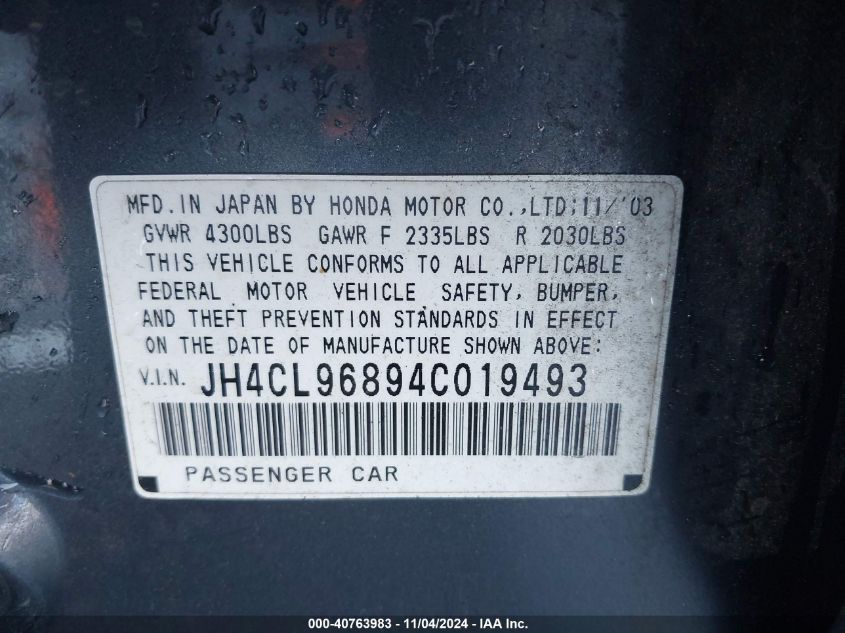 MFD. IN JAPAN BY HONDA MOTOR CO.,LTD;11/'03
GVWR 4300LBS GAWR F 2335LBS R 2030LBS
THIS VEHICLE CONFORMS TO ALL APPLICABLE
FEDERAL MOTOR VEHICLE SAFETY, BUMPER,
AND THEFT PREVENTION STANDARDS IN EFFECT
ON THE DATE OF MANUFACTURE SHOWN ABOVE:
V.I.N. JH4CL96894C019493
PASSENGER CAR
000-40763983 - 11/04/2024 - IAA Inc.